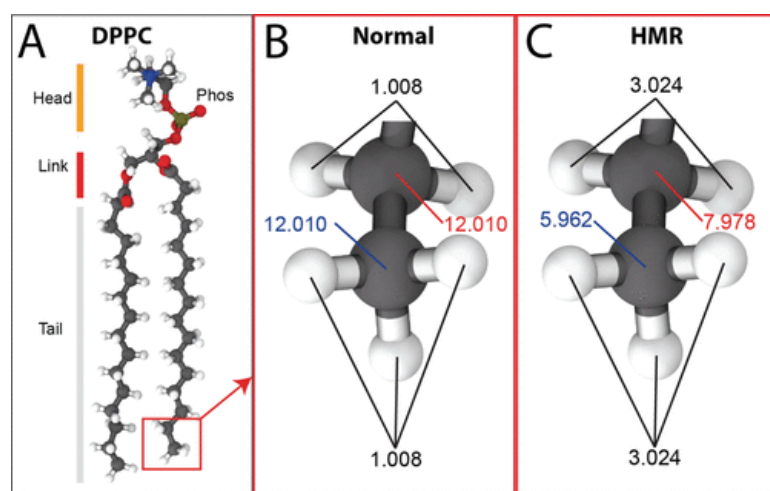 A
DPPC
Head
Phos
Link
Tail
B
Normal
1.008
12.010
12.010
1.008
C
HMR
3.024
5.962
7.978
3.024